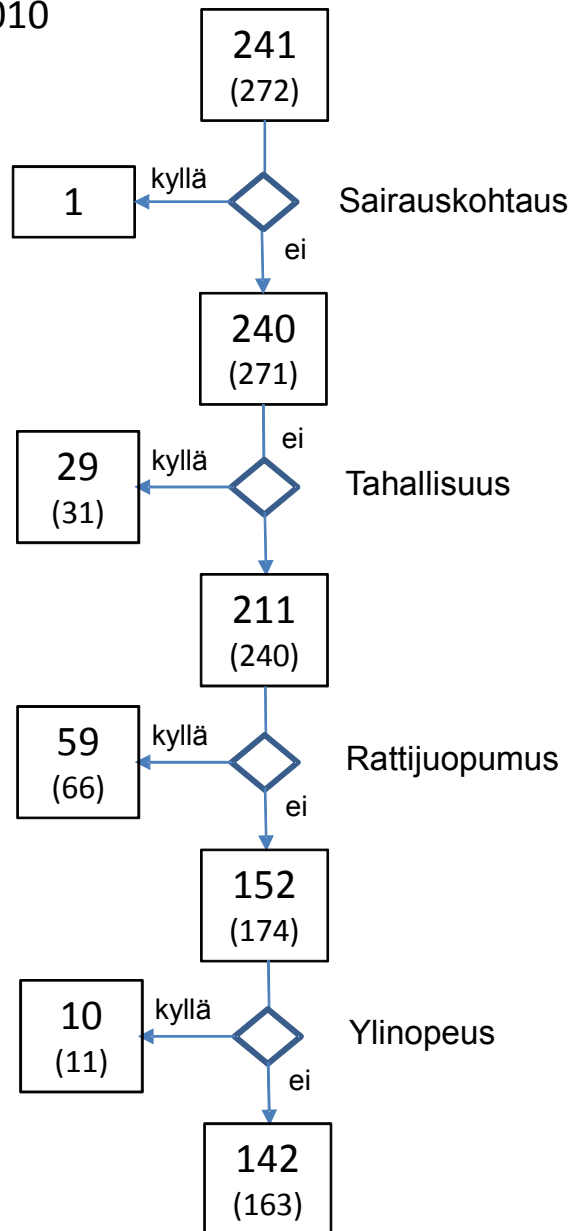 241
(272)
kyllä
1
Sairauskohtaus
ei
240
(271)
ei
kyllä
29
(31)
Tahallisuus
211
(240)
kyllä
59
(66)
Rattijuopumus
ei
152
(174)
kyllä
10
(11)
Ylinopeus
ei
142
(163)